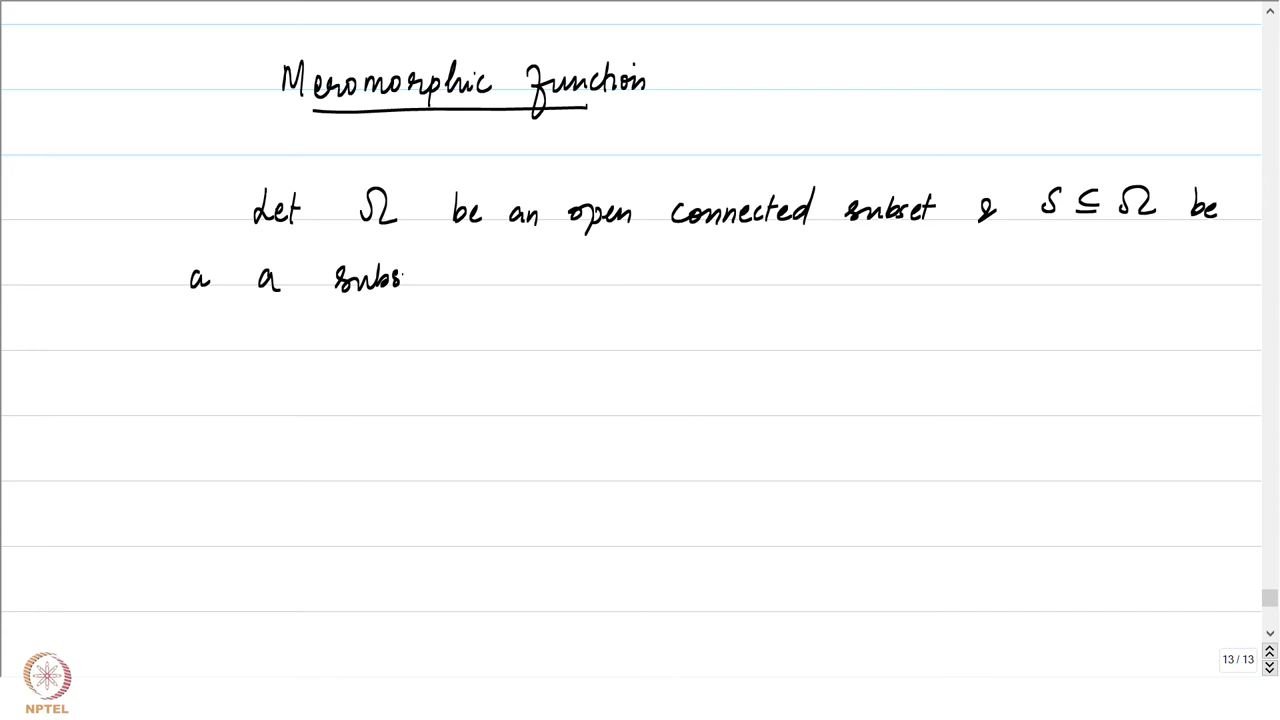 Meromorphic function
Let Ω be an open connected subset & S ⊆ Ω be
a a subs
13 / 13
NPTEL